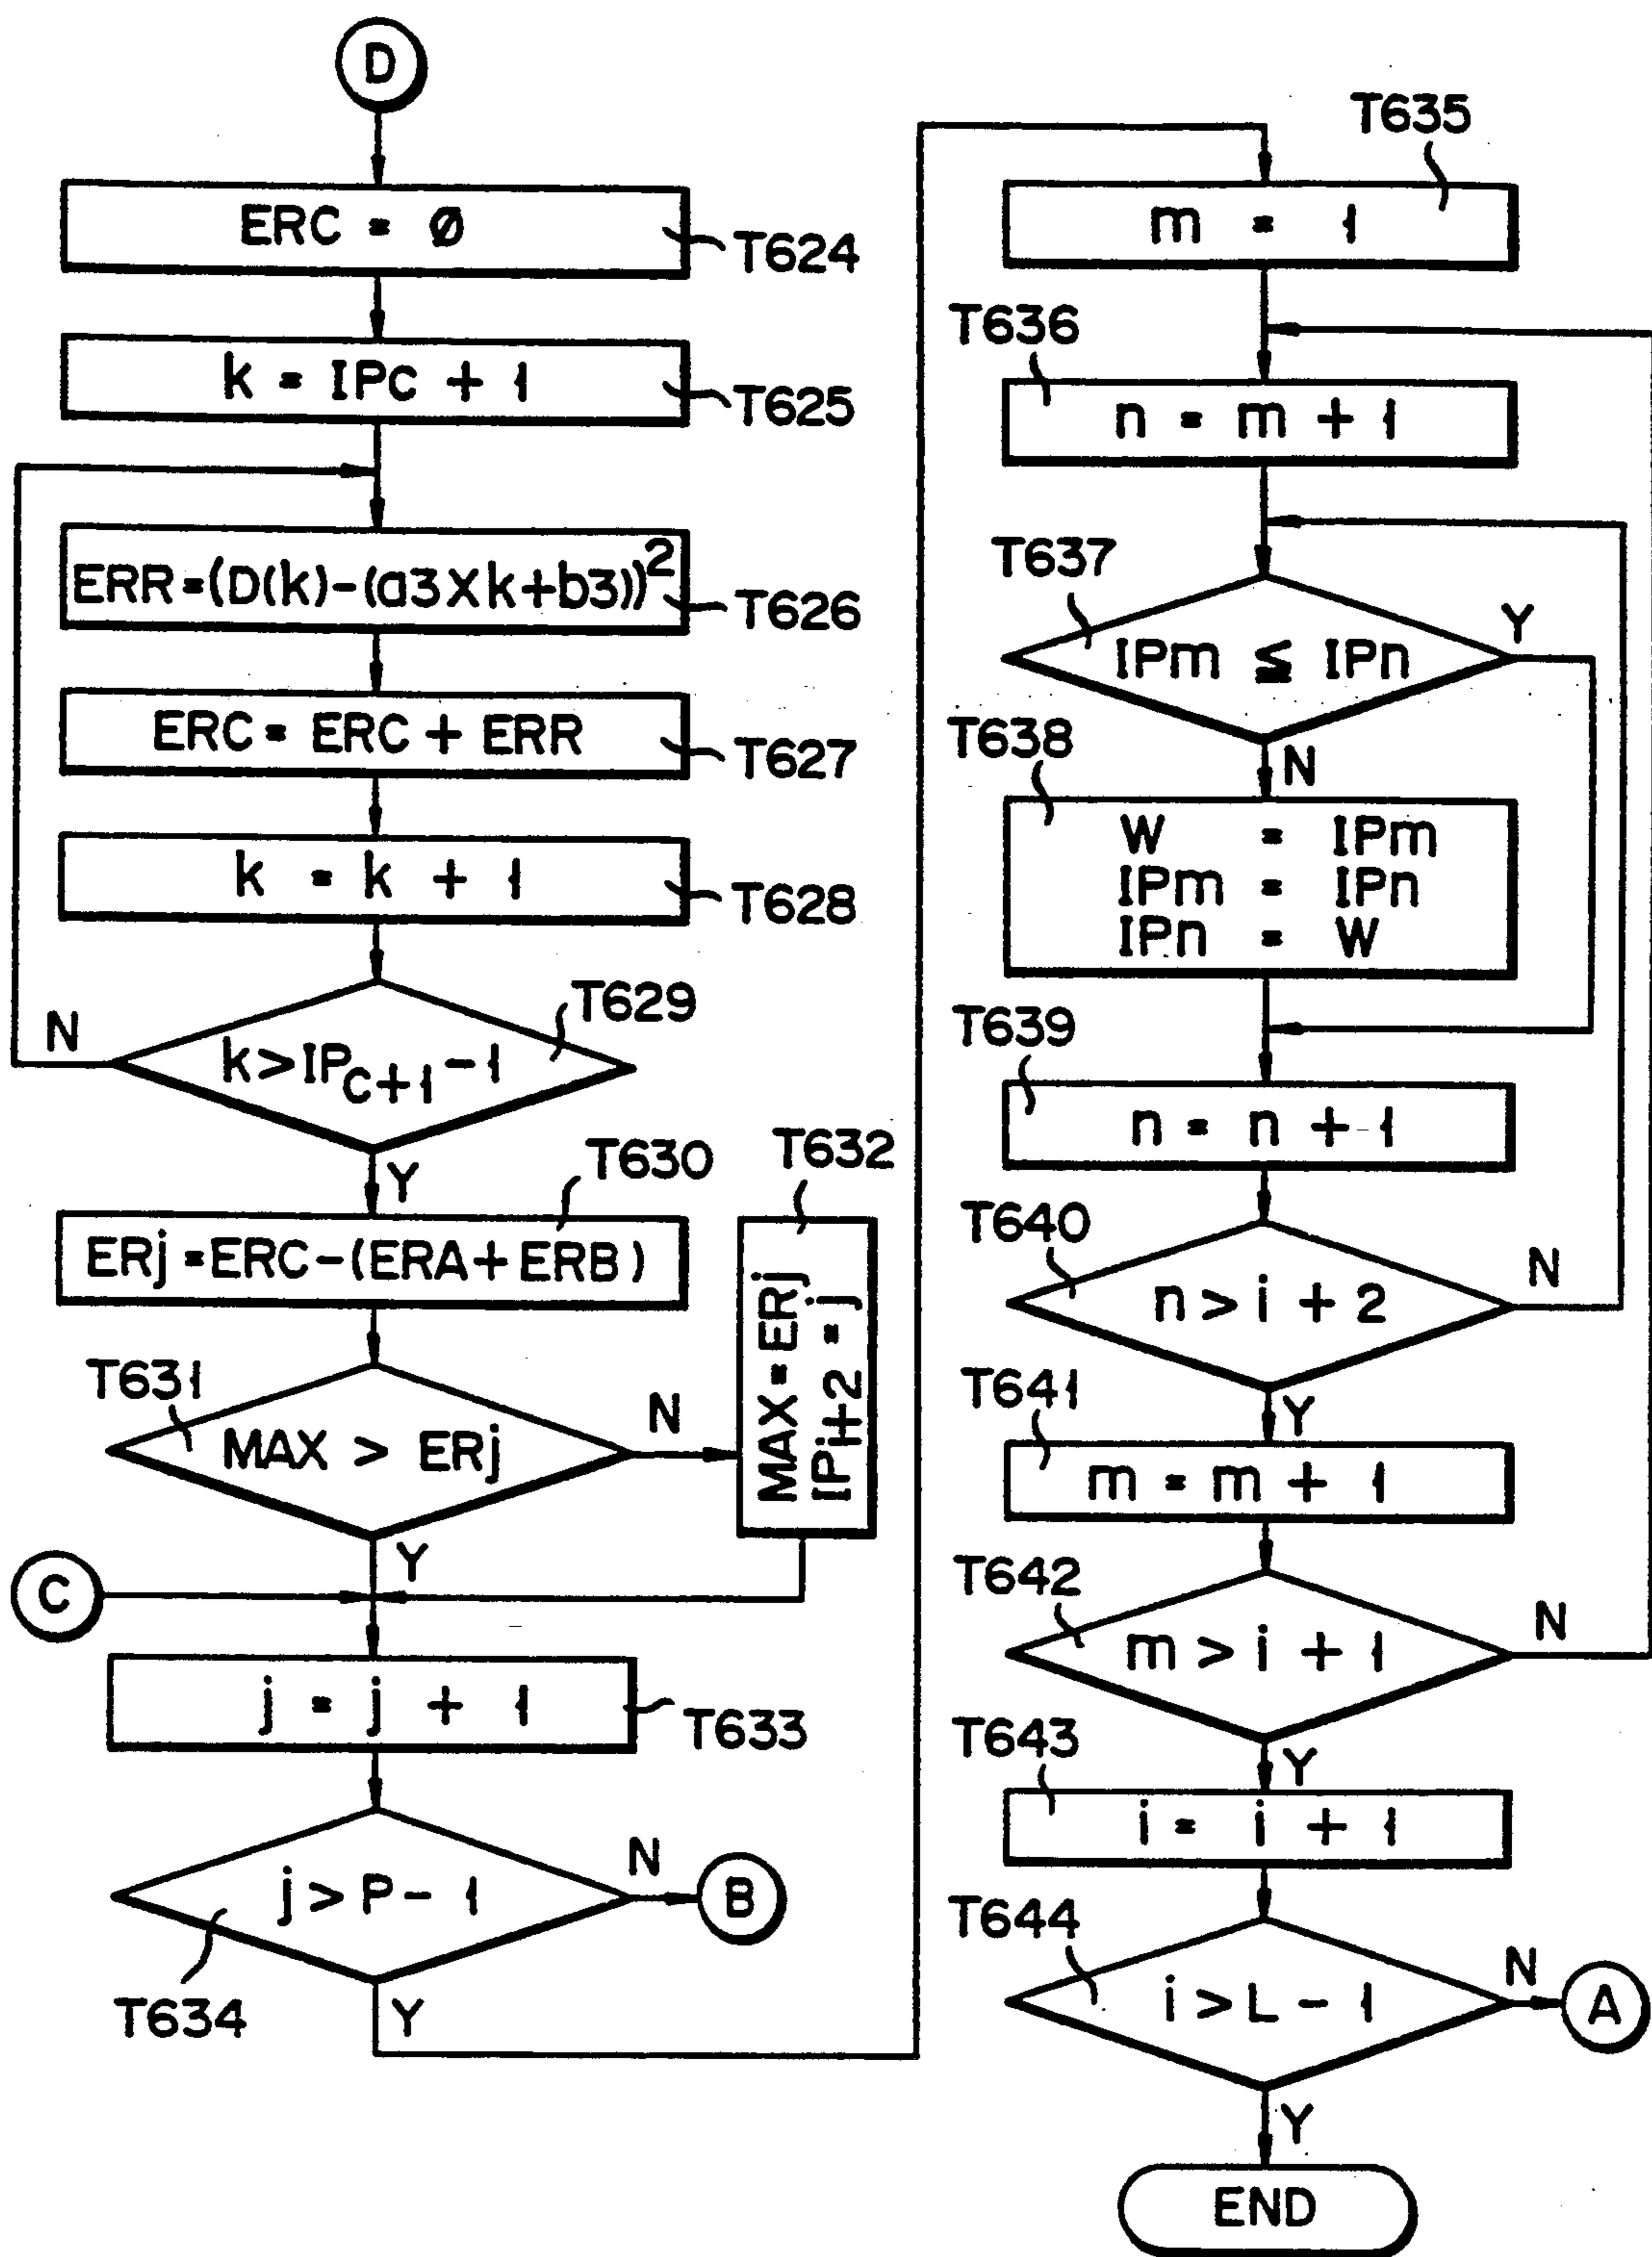 D
ERC = Ø
T624
k = IPc + 1
T625
ERR=(D(k)-(a3×k+b3))²
T626
ERC = ERC + ERR
T627
k = k + 1
T628
T629
N
k>IPC+1-1
Y
T630
T632
ERj=ERC-(ERA+ERB)
MAX=ERj
IPi+2 = j
T631
N
MAX > ERj
C
Y
j = j + 1
T633
j > P - 1
N
B
T634
Y
T635
m = 1
T636
n = m + 1
T637
Y
IPm ≦ IPn
T638
N
W = IPm
IPm = IPn
IPn = W
T639
n = n + 1
T640
N
n > i + 2
T641
Y
m = m + 1
T642
N
m > i + 1
T643
Y
i = i + 1
T644
N
i > L - 1
A
Y
END